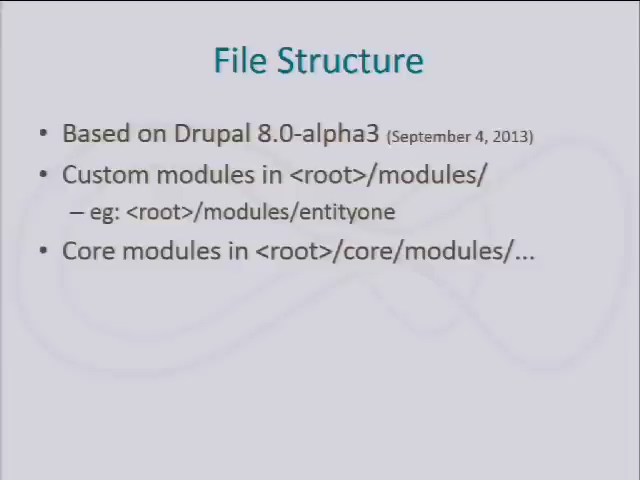 File Structure
• Based on Drupal 8.0-alpha3 (September 4, 2013)
• Custom modules in <root>/modules/
– eg: <root>/modules/entityone
• Core modules in <root>/core/modules/...